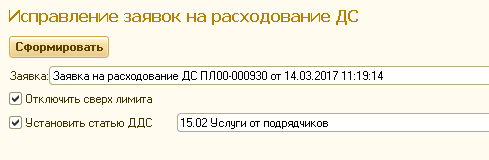 Исправление заявок на расходование ДС
Сформировать
Заявка: Заявка на расходование ДС ПЛ00-000930 от 14.03.2017 11:19:14
Отключить сверх лимита
Установить статью ДДС 15.02 Услуги от подрядчиков